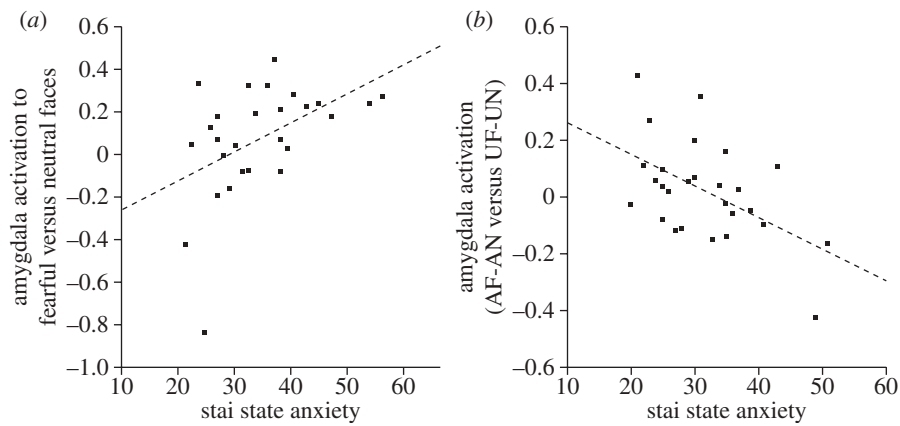 (a)
0.6
0.4
0.2
0
–0.2
–0.4
–0.6
–0.8
–1.0
amygdala activation to
fearful versus neutral faces
10 20 30 40 50 60
stai state anxiety
(b)
0.6
0.4
0.2
0
–0.2
–0.4
–0.6
amygdala activation
(AF-AN versus UF-UN)
10 20 30 40 50 60
stai state anxiety